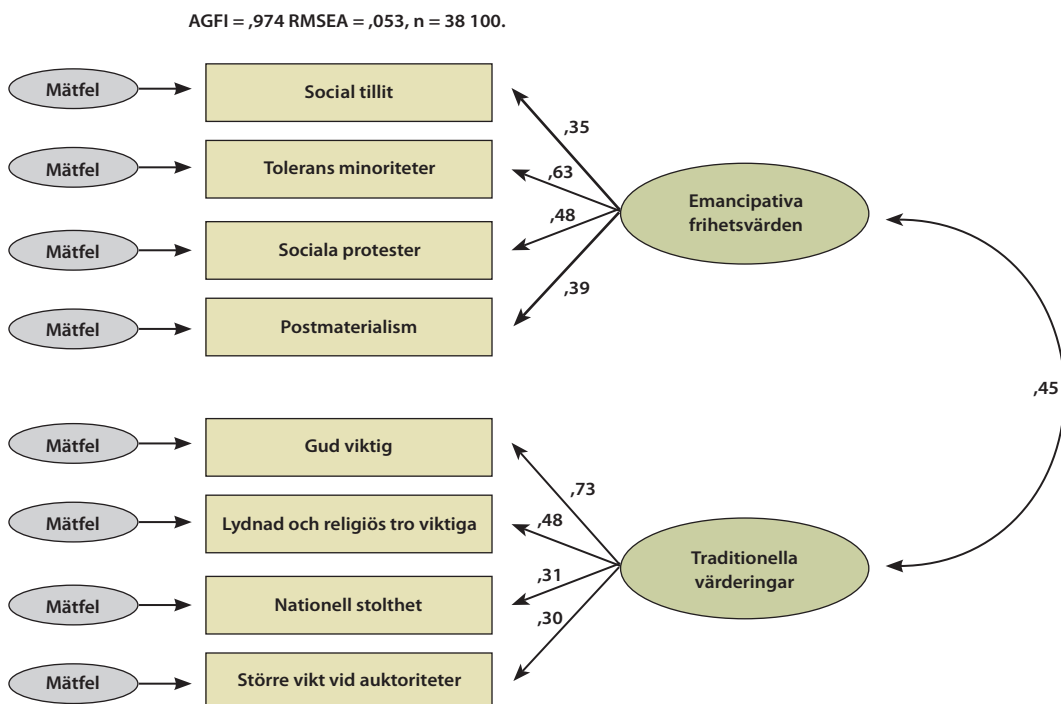 AGFI = ,974 RMSEA = ,053, n = 38 100.
Mätfel
Social tillit
,35
Mätfel
Tolerans minoriteter
,63
Emancipativa
frihetsvärden
Mätfel
Sociala protester
,48
Mätfel
Postmaterialism
,39
,45
Mätfel
Gud viktig
,73
Mätfel
Lydnad och religiös tro viktiga
,48
Traditionella
värderingar
Mätfel
Nationell stolthet
,31
Mätfel
Större vikt vid auktoriteter
,30